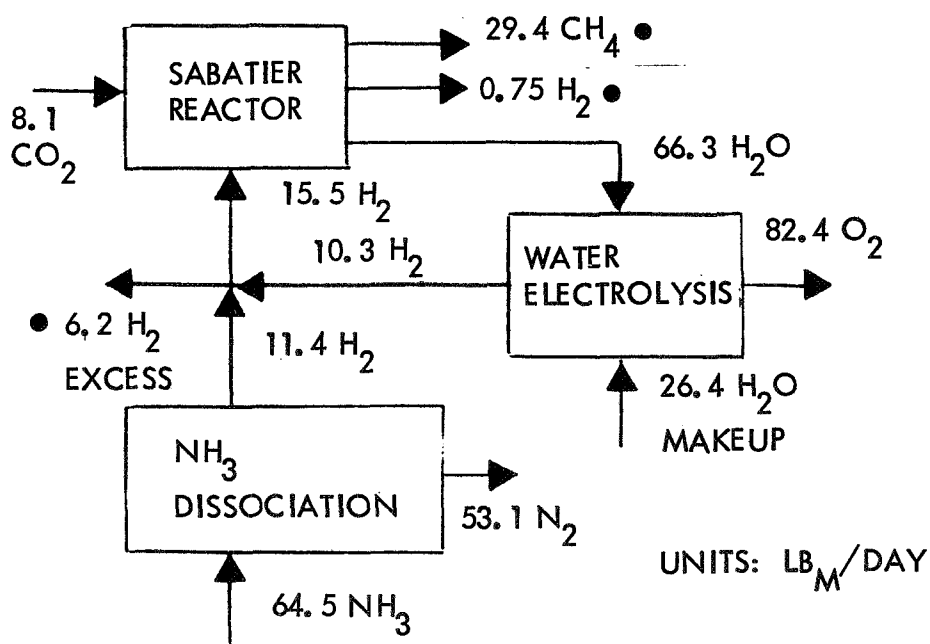 29.4 CH₄ ●
SABATIER
REACTOR
0.75 H₂ ●
8.1
CO₂
66.3 H₂O
15.5 H₂
10.3 H₂
WATER
ELECTROLYSIS
82.4 O₂
● 6.2 H₂
EXCESS
11.4 H₂
26.4 H₂O
MAKEUP
NH₃
DISSOCIATION
53.1 N₂
64.5 NH₃
UNITS: LB_M/DAY